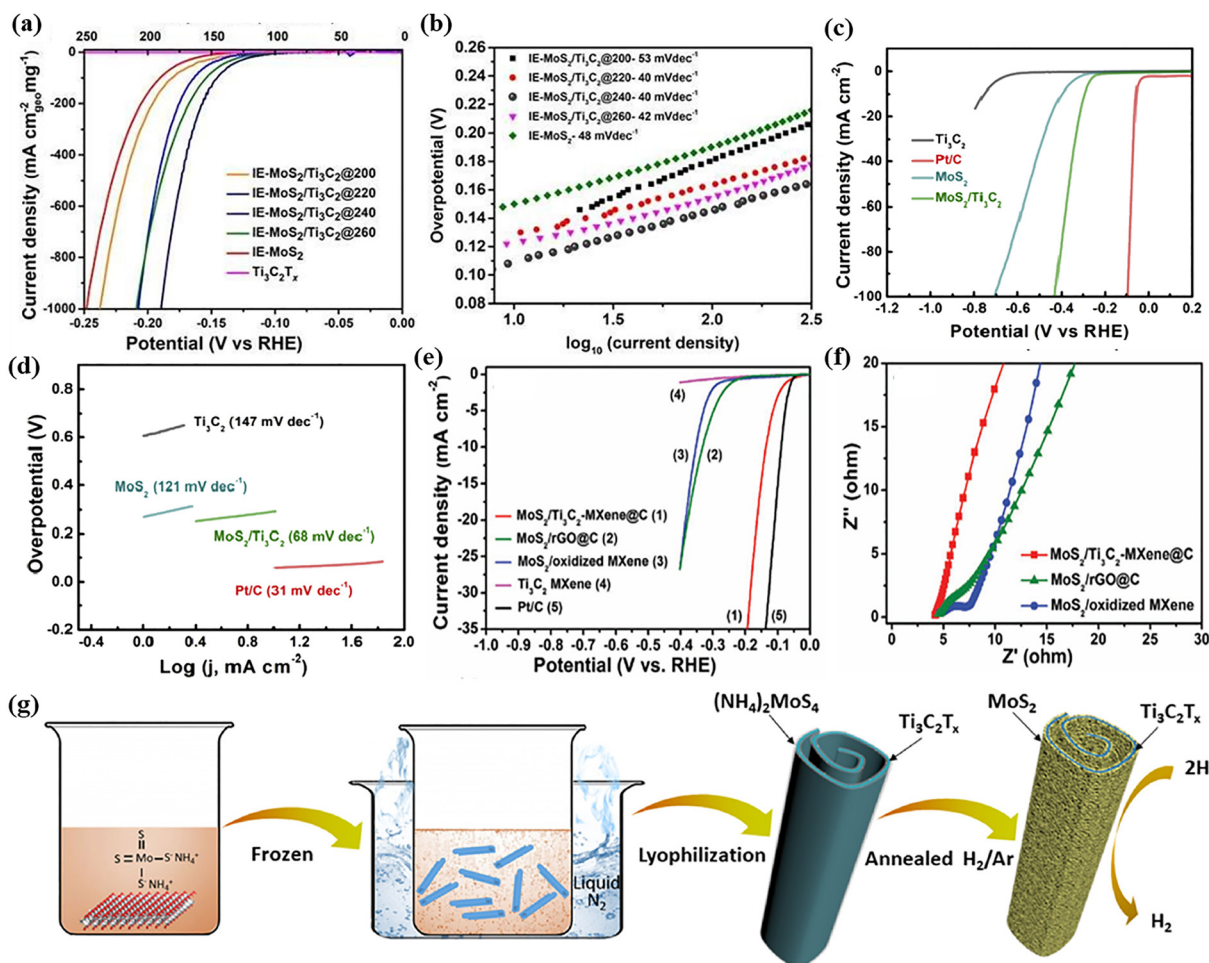 (a)
250 200 150 100 50 0
0
-200
-400
-600
-800
-1000
Current density (mA cm⁻²geo mg⁻¹)
IE-MoS₂/Ti₃C₂@200
IE-MoS₂/Ti₃C₂@220
IE-MoS₂/Ti₃C₂@240
IE-MoS₂/Ti₃C₂@260
IE-MoS₂
Ti₃C₂Tₓ
-0.25 -0.20 -0.15 -0.10 -0.05 0.00
Potential (V vs RHE)
(b)
0.26
0.24
0.22
0.20
0.18
0.16
0.14
0.12
0.10
0.08
Overpotential (V)
IE-MoS₂/Ti₃C₂@200- 53 mVdec⁻¹
IE-MoS₂/Ti₃C₂@220- 40 mVdec⁻¹
IE-MoS₂/Ti₃C₂@240- 40 mVdec⁻¹
IE-MoS₂/Ti₃C₂@260- 42 mVdec⁻¹
IE-MoS₂- 48 mVdec⁻¹
1.0 1.5 2.0 2.5
log₁₀ (current density)
(c)
0
-20
-40
-60
-80
-100
Current density (mA cm⁻²)
Ti₃C₂
Pt/C
MoS₂
MoS₂/Ti₃C₂
-1.2 -1.0 -0.8 -0.6 -0.4 -0.2 0.0 0.2
Potential (V vs RHE)
(d)
0.8
0.6
0.4
0.2
0.0
-0.2
Overpotential (V)
Ti₃C₂ (147 mV dec⁻¹)
MoS₂ (121 mV dec⁻¹)
MoS₂/Ti₃C₂ (68 mV dec⁻¹)
Pt/C (31 mV dec⁻¹)
-0.5 0.0 0.5 1.0 1.5 2.0
Log (j, mA cm⁻²)
(e)
0
-5
-10
-15
-20
-25
-30
-35
Current density (mA cm⁻²)
(4)
(3) (2)
MoS₂/Ti₃C₂-MXene@C (1)
MoS₂/rGO@C (2)
MoS₂/oxidized MXene (3)
Ti₃C₂ MXene (4)
Pt/C (5)
(1) (5)
-1.0 -0.9 -0.8 -0.7 -0.6 -0.5 -0.4 -0.3 -0.2 -0.1 0.0
Potential (V vs. RHE)
(f)
20
15
10
5
0
Z'' (ohm)
MoS₂/Ti₃C₂-MXene@C
MoS₂/rGO@C
MoS₂/oxidized MXene
0 5 10 15 20 25 30
Z' (ohm)
(g)
S
S=Mo—S⁻NH₄⁺
S⁻NH₄⁺
Frozen
Liquid
N₂
Lyophilization
(NH₄)₂MoS₄
Ti₃C₂Tₓ
Annealed H₂/Ar
MoS₂
Ti₃C₂Tₓ
2H
H₂